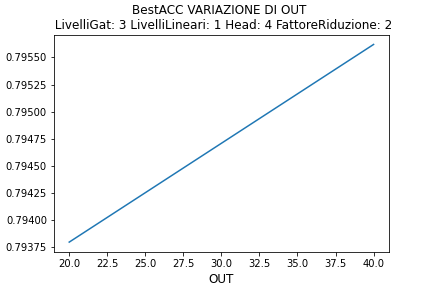 BestACC VARIAZIONE DI OUT
LivelliGat: 3 LivelliLineari: 1 Head: 4 FattoreRiduzione: 2
0.79550
0.79525
0.79500
0.79475
0.79450
0.79425
0.79400
0.79375
20.0 22.5 25.0 27.5 30.0 32.5 35.0 37.5 40.0
OUT